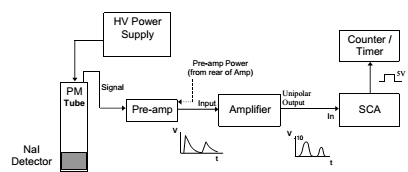 HV Power
Supply
Counter /
Timer
5V
Pre-amp Power
(from rear of Amp)
PM
Tube
Signal
Pre-amp
Input
Amplifier
Unipolar
Output
In
SCA
NaI
Detector
V
t
V
10
t